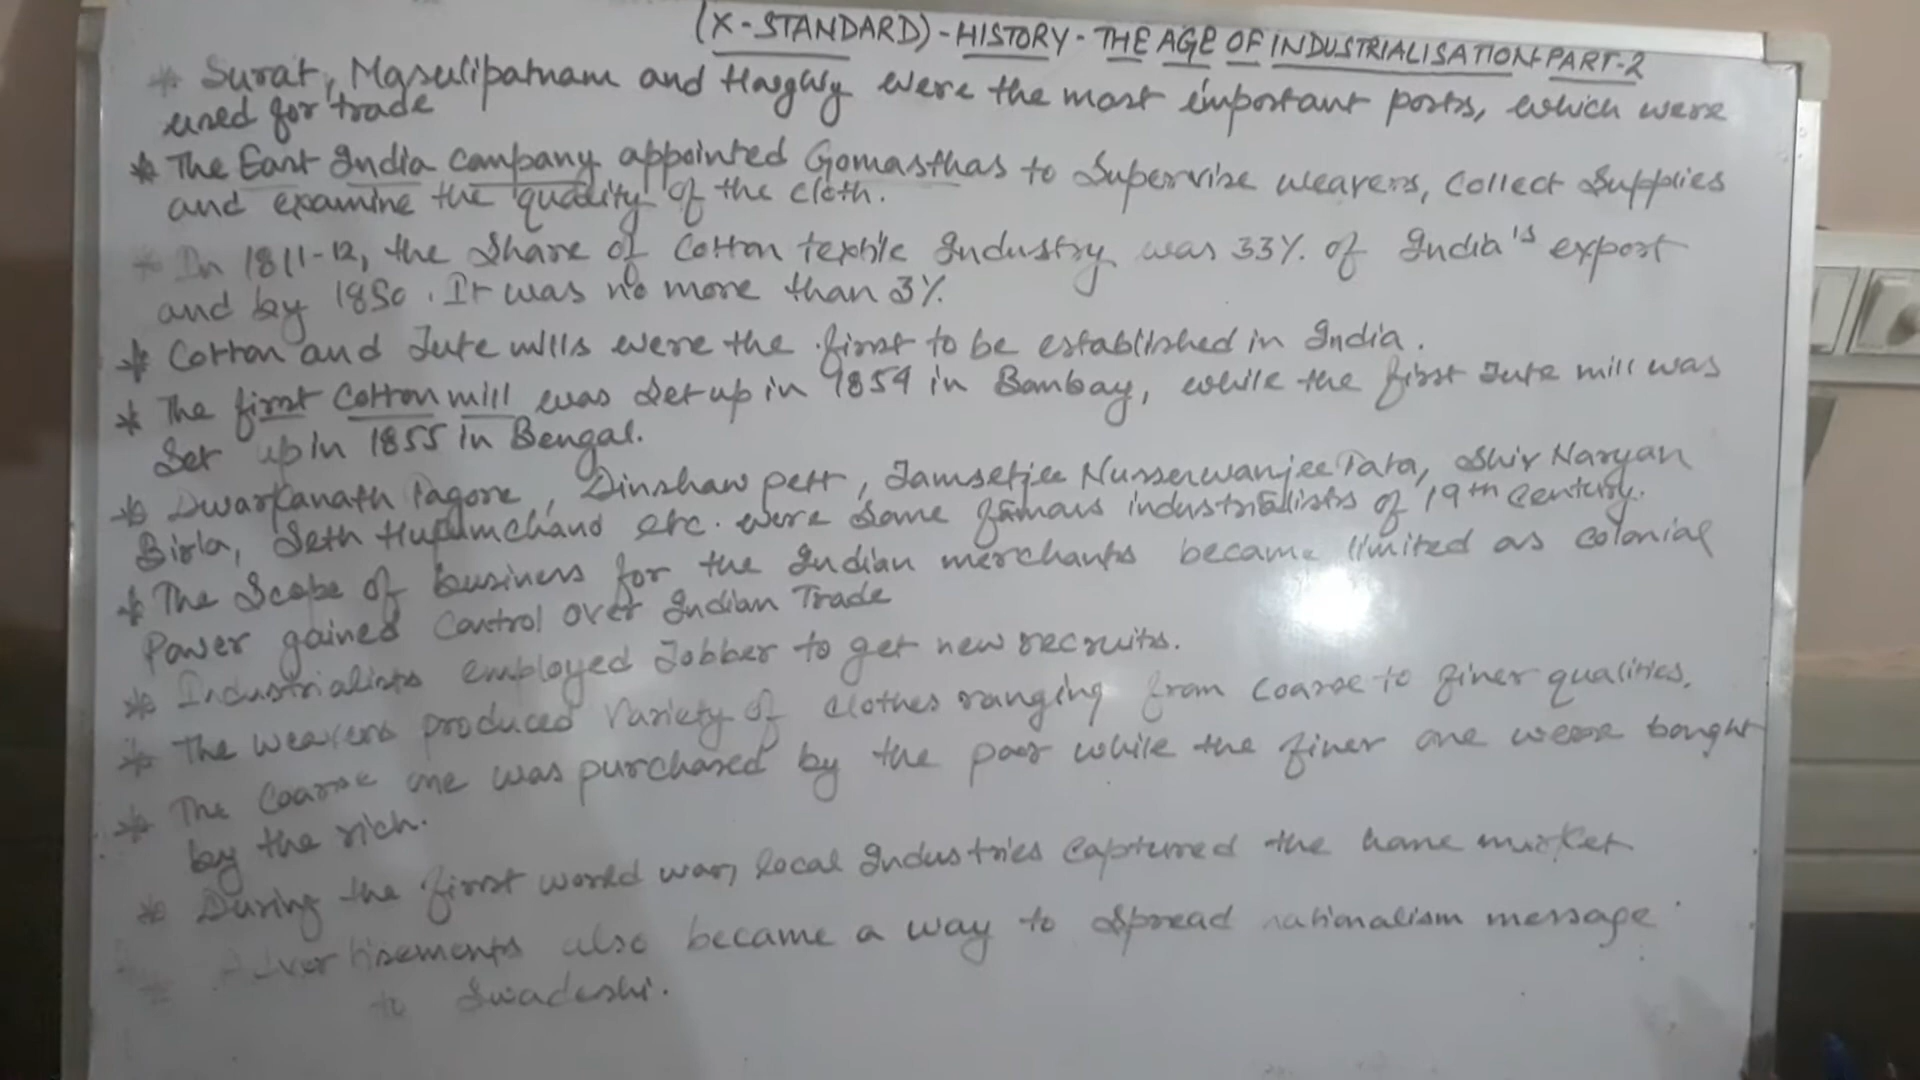 (X-STANDARD)-HISTORY-THE AGE OF INDUSTRIALISATION-PART-2
* Surat, Masulipatnam and Hooghly were the most important ports, which were
used for trade
* The East India company appointed Gomasthas to Supervise weavers, collect Supplies
and examine the quality of the cloth.
* In 1811-12, the Share of Cotton textile Industry was 33% of India's export
and by 1850. It was no more than 3%.
* Cotton and Jute mills were the first to be established in India.
* The first Cotton mill was Set up in 1854 in Bombay, while the first Jute mill was
Set up in 1855 in Bengal.
* Dwarkanath Tagore, Dinshaw pett, Jamsetjee Nusserwanjee Tata, Shiv Naryan
Birla, Seth Hukumchand etc. were Some famous industrialists of 19th century.
* The Scope of business for the Indian merchants became limited as colonial
Power gained Control over Indian Trade
* Industrialists employed Jobber to get new recruits.
* The weavers produced Variety of clothes ranging from coarse to finer qualities.
* The Coarse one was purchased by the poor while the finer one were bought
by the rich.
* During the first world war, local Industries Captured the home market
* Advertisements also became a way to Spread nationalism message
to Swadeshi.